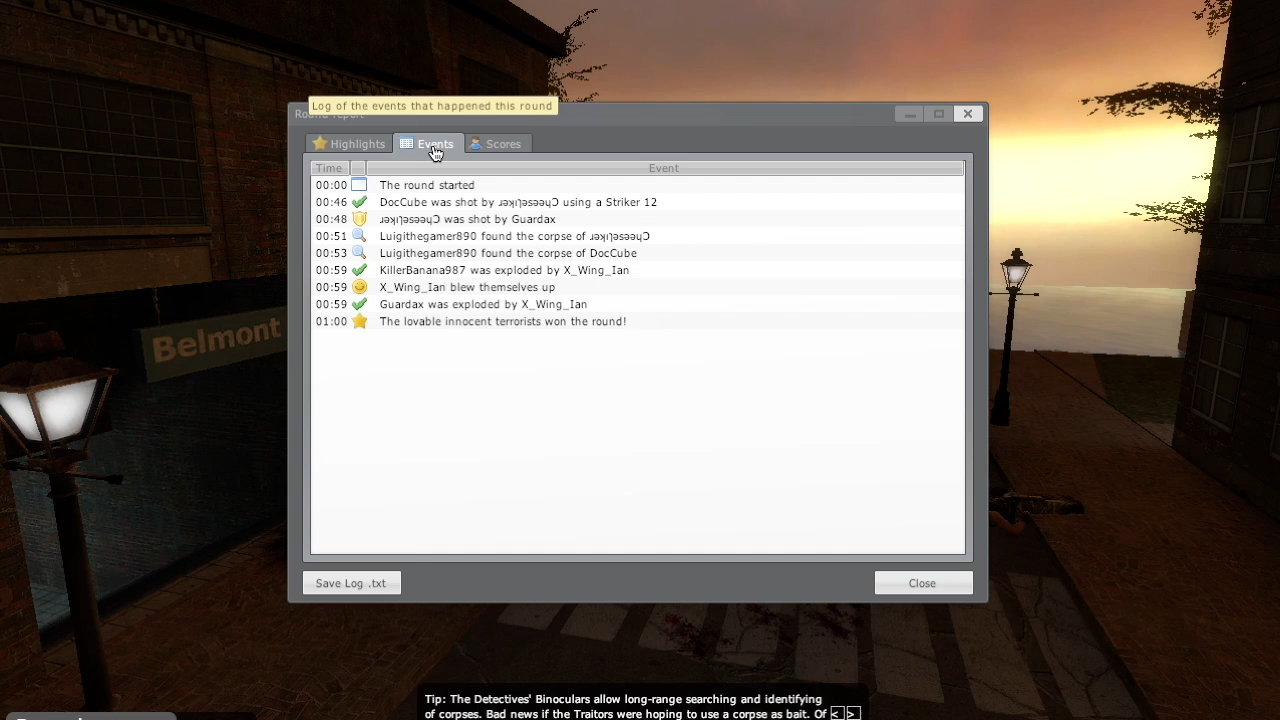 Log of the events that happened this round
Highlights
Events
Scores
Time
Event
00:00 The round started
00:46 DocCube was shot by ɹǝʞᴉʅǝsǝǝɥƆ using a Striker 12
00:48 ɹǝʞᴉʅǝsǝǝɥƆ was shot by Guardax
00:51 Luigithegamer890 found the corpse of ɹǝʞᴉʅǝsǝǝɥƆ
00:53 Luigithegamer890 found the corpse of DocCube
00:59 KillerBanana987 was exploded by X_Wing_Ian
00:59 X_Wing_Ian blew themselves up
00:59 Guardax was exploded by X_Wing_Ian
01:00 The lovable innocent terrorists won the round!
Belmont
Save Log .txt
Close
Tip: The Detectives' Binoculars allow long-range searching and identifying
of corpses. Bad news if the Traitors were hoping to use a corpse as bait. Of < >